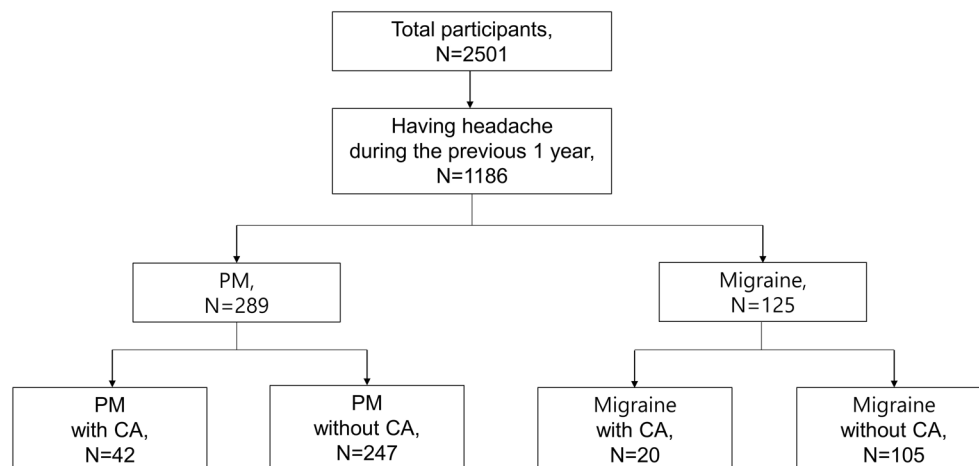 Total participants,
N=2501
Having headache
during the previous 1 year,
N=1186
PM,
N=289
Migraine,
N=125
PM
with CA,
N=42
PM
without CA,
N=247
Migraine
with CA,
N=20
Migraine
without CA,
N=105